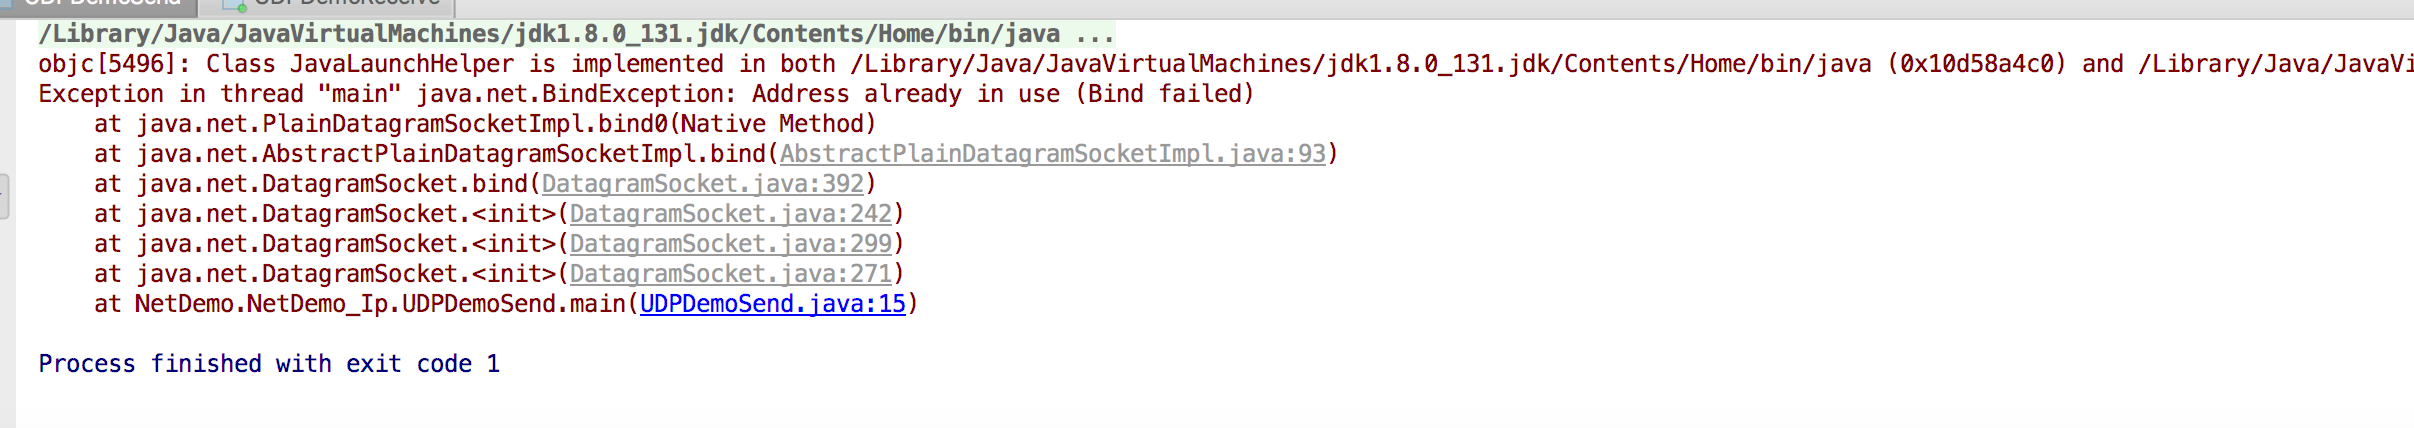 UDPDemoSend UDPDemoReceive
/Library/Java/JavaVirtualMachines/jdk1.8.0_131.jdk/Contents/Home/bin/java ...
objc[5496]: Class JavaLaunchHelper is implemented in both /Library/Java/JavaVirtualMachines/jdk1.8.0_131.jdk/Contents/Home/bin/java (0x10d58a4c0) and /Library/Java/JavaVi
Exception in thread "main" java.net.BindException: Address already in use (Bind failed)
    at java.net.PlainDatagramSocketImpl.bind0(Native Method)
    at java.net.AbstractPlainDatagramSocketImpl.bind(AbstractPlainDatagramSocketImpl.java:93)
    at java.net.DatagramSocket.bind(DatagramSocket.java:392)
    at java.net.DatagramSocket.<init>(DatagramSocket.java:242)
    at java.net.DatagramSocket.<init>(DatagramSocket.java:299)
    at java.net.DatagramSocket.<init>(DatagramSocket.java:271)
    at NetDemo.NetDemo_Ip.UDPDemoSend.main(UDPDemoSend.java:15)
Process finished with exit code 1